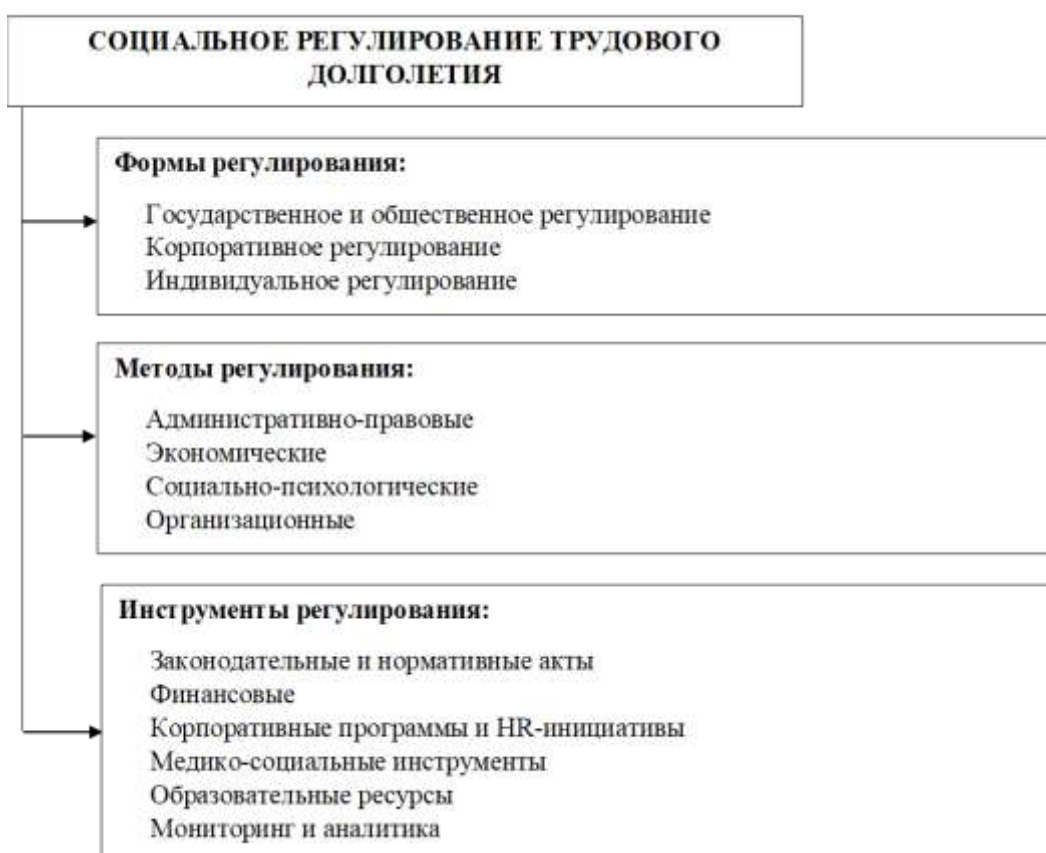 СОЦИАЛЬНОЕ РЕГУЛИРОВАНИЕ ТРУДОВОГО
ДОЛГОЛЕТИЯ
Формы регулирования:
Государственное и общественное регулирование
Корпоративное регулирование
Индивидуальное регулирование
Методы регулирования:
Административно-правовые
Экономические
Социально-психологические
Организационные
Инструменты регулирования:
Законодательные и нормативные акты
Финансовые
Корпоративные программы и HR-инициативы
Медико-социальные инструменты
Образовательные ресурсы
Мониторинг и аналитика